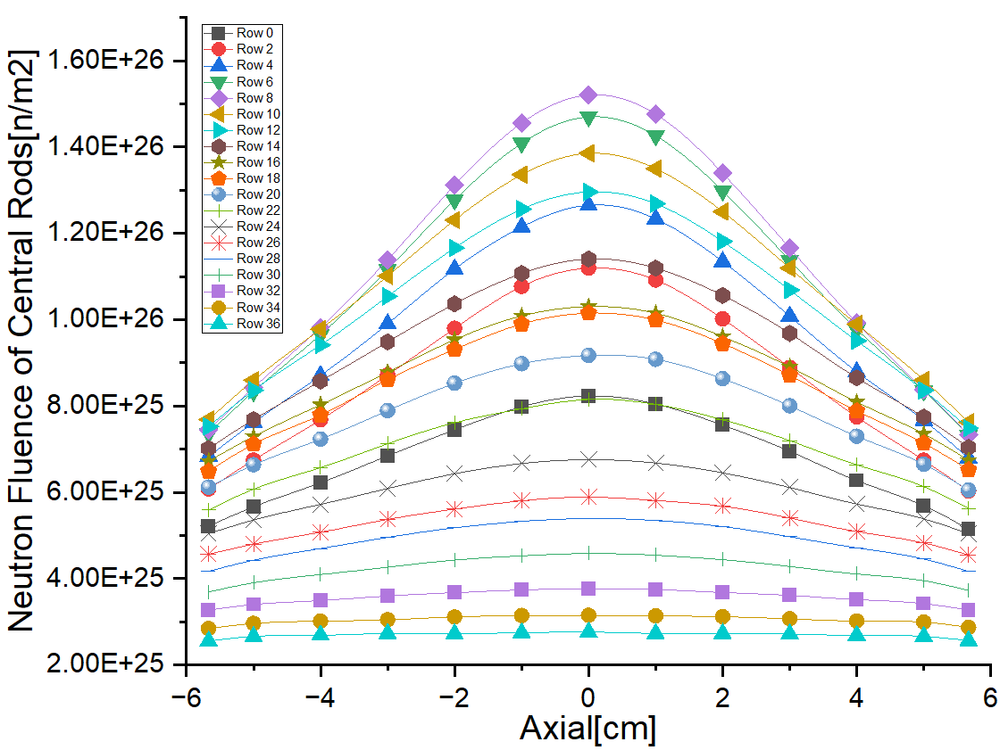 Neutron Fluence of Central Rods[n/m2]
1.60E+26
1.40E+26
1.20E+26
1.00E+26
8.00E+25
6.00E+25
4.00E+25
2.00E+25
Row 0
Row 2
Row 4
Row 6
Row 8
Row 10
Row 12
Row 14
Row 16
Row 18
Row 20
Row 22
Row 24
Row 26
Row 28
Row 30
Row 32
Row 34
Row 36
−6 −4 −2 0 2 4 6
Axial[cm]